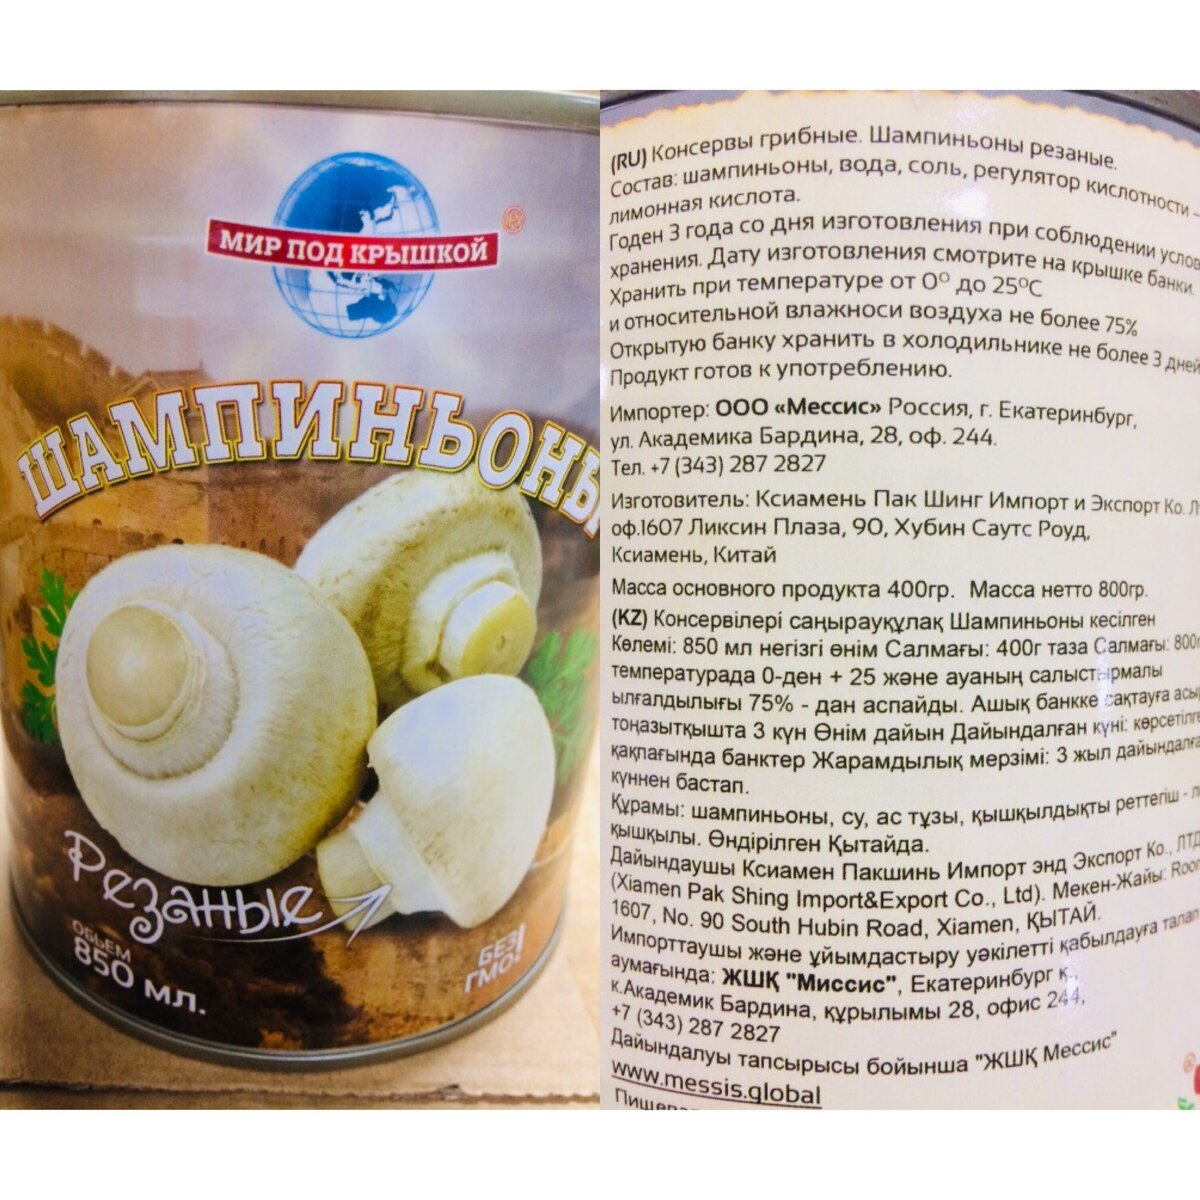 МИР ПОД КРЫШКОЙ
®
ШАМПИНЬОНЫ
Резаные
ОБЪЕМ
850 МЛ.
БЕЗ
ГМО!
(RU) Консервы грибные. Шампиньоны резаные.
Состав: шампиньоны, вода, соль, регулятор кислотности -
лимонная кислота.
Годен 3 года со дня изготовления при соблюдении услов
хранения. Дату изготовления смотрите на крышке банки.
Хранить при температуре от 0° до 25°С
и относительной влажноси воздуха не более 75%
Открытую банку хранить в холодильнике не более 3 дней
Продукт готов к употреблению.
Импортер: ООО «Мессис» Россия, г. Екатеринбург,
ул. Академика Бардина, 28, оф. 244.
Тел. +7 (343) 287 2827
Изготовитель: Ксиамень Пак Шинг Импорт и Экспорт Ко.
оф.1607 Ликсин Плаза, 90, Хубин Саутс Роуд,
Ксиамень, Китай
Масса основного продукта 400гр. Масса нетто 800гр.
(KZ) Консервілері саңырауқұлақ Шампиньоны кесілген
Көлемі: 850 мл негізгі өнім Салмағы: 400г таза Салмағы: 800г
температурада 0-ден + 25 және ауаның салыстырмалы
ылғалдылығы 75% - дан аспайды. Ашық банкке сақтауға асыр
тоңазытқышта 3 күн Өнім дайын Дайындалған күні: көрсетілге
қақпағында банктер Жарамдылық мерзімі: 3 жыл дайындалға
күннен бастап.
Құрамы: шампиньоны, су, ас тұзы, қышқылдықты реттегіш -
қышқылы. Өндірілген Қытайда.
Дайындаушы Ксиамен Пакшинь Импорт энд Экспорт Ко., ЛТД
(Xiamen Pak Shing Import&Export Co., Ltd). Мекен-Жайы: Room
1607, No. 90 South Hubin Road, Xiamen, ҚЫТАЙ.
Импорттаушы және ұйымдастыру уәкілетті қабылдауға талап
аумағында: ЖШҚ "Миссис", Екатеринбург қ.,
к.Академик Бардина, құрылымы 28, офис 244,
+7 (343) 287 2827
Дайындалуы тапсырысы бойынша "ЖШҚ Мессис"
www.messis.global